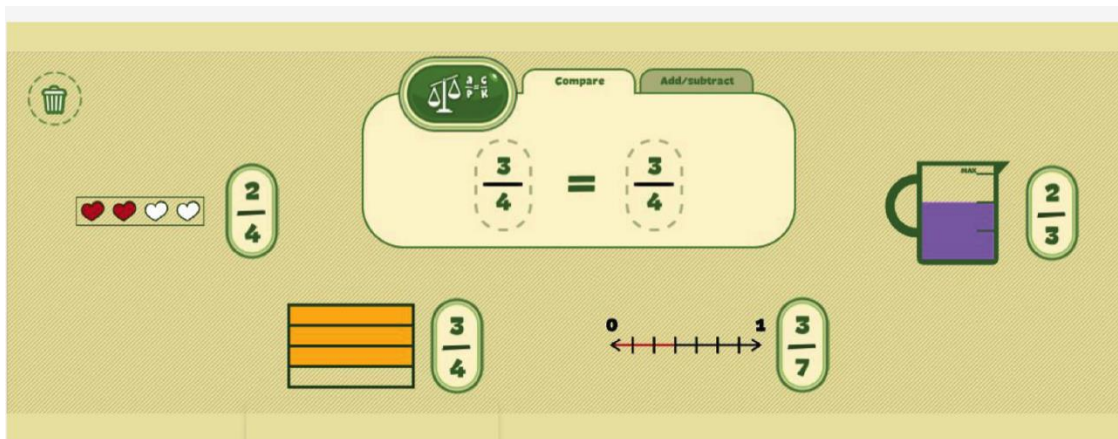 a/p = c/k
Compare
Add/subtract
3/4 = 3/4
2/4
MAX
2/3
3/4
0 1
3/7